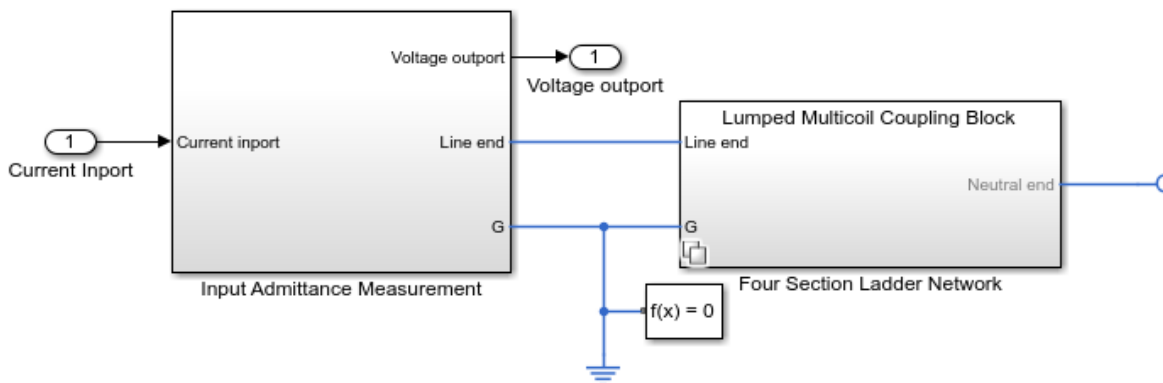 Voltage outport
1
Voltage outport
Lumped Multicoil Coupling Block
1
Current Inport
Current inport
Line end
Line end
Neutral end
G
G
Input Admittance Measurement
Four Section Ladder Network
f(x) = 0